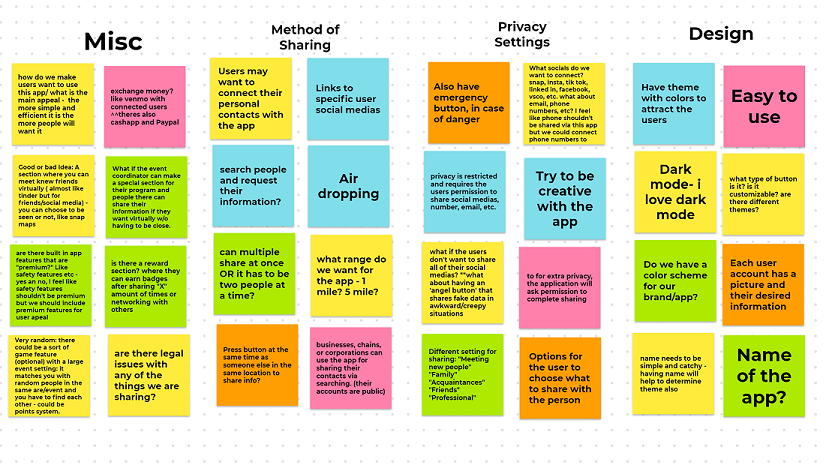 Misc
how do we make
users want to use
this app/ what is the
main appeal - the
more simple and
efficient it is the
more people will
want it
exchange money?
like venmo with
connected users
^^theres also
cashapp and Paypal
Good or bad Idea: A
section where you can
meet knew friends
virtually ( almost like
tinder but for
friends/social media) -
you can choose to be
seen or not, like snap
maps
What if the event
coordinator can make
a special section for
their program and
people there can
share their
information if they
want virtually w/o
having to be close.
are there built in app
features that are
"premium?" Like
safety features etc -
yes an no, I feel like
safety features
shouldn't be premium
but we should include
premium features for
user apeal
is there a reward
section? where they
can earn badges
after sharing "X"
amount of times or
networking with
others
Very random: there
could be a sort of
game feature
(optional) with a large
event setting: it
matches you with
random people in the
same are/event and
you have to find each
other - could be
points system.
are there legal
issues with
any of the
things we are
sharing?
Method of
Sharing
Users may
want to
connect their
personal
contacts with
the app
Links to
specific user
social medias
search people
and request
their
information?
Air
dropping
can multiple
share at once
OR it has to be
two people at
a time?
what range do
we want for
the app - 1
mile? 5 mile?
Press button at the
same time as
someone else in the
same location to
share info?
businesses, chains,
or corporations can
use the app for
sharing their
contacts via
searching. (their
accounts are public)
Privacy
Settings
Also have
emergency
button, in case
of danger
What socials do we
want to connect?
snap, insta, tik tok,
linked in, facebook,
vsco, etc. what about
email, phone
numbers, etc? I feel
like phone shouldn't
be shared via this app
but we could connect
phone numbers to
privacy is restricted
and requires the
users permission to
share social medias,
number, email, etc.
Try to be
creative
with the
app
what if the users
don't want to share
all of their social
medias? **what
about having an
'angel button' that
shares fake data in
awkward/creepy
situations
to for extra privacy,
the application will
ask permission to
complete sharing
Different setting for
sharing: "Meeting
new people"
"Family"
"Acquaintances"
"Friends"
"Professional"
Options for
the user to
choose what
to share with
the person
Design
Have theme
with colors to
attract the
users
Easy to
use
Dark
mode- i
love dark
mode
what type of button
is it? is it
customizable? are
there different
themes?
Do we have a
color scheme
for our
brand/app?
Each user
account has a
picture and
their desired
information
name needs to be
simple and catchy -
having name will
help to determine
theme also
Name
of the
app?